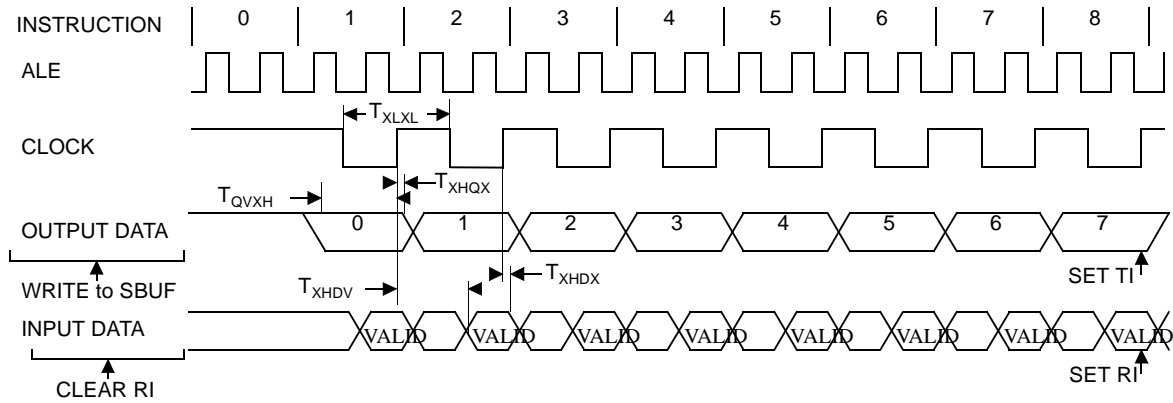 INSTRUCTION 0 1 2 3 4 5 6 7 8
ALE
TXLXL
CLOCK
TXHQX
TQVXH
OUTPUT DATA 0 1 2 3 4 5 6 7
TXHDX
SET TI
WRITE to SBUF TXHDV
INPUT DATA VALID VALID VALID VALID VALID VALID VALID VALID
SET RI
CLEAR RI